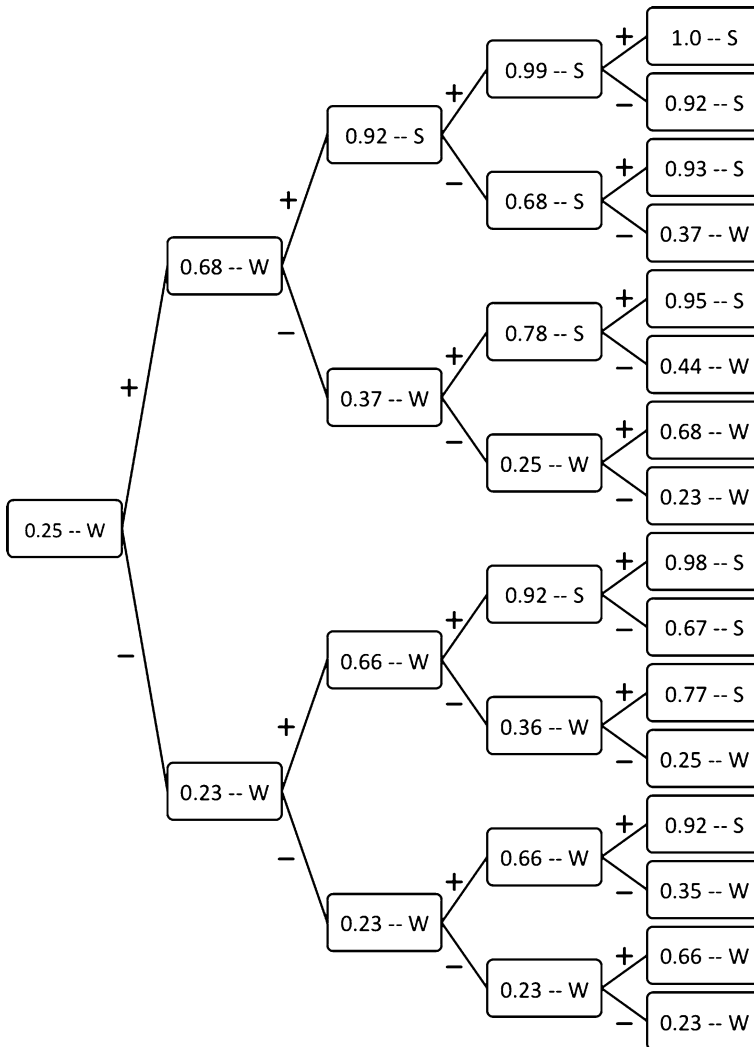 +
1.0 -- S
0.99 -- S
+
−
0.92 -- S
0.92 -- S
+
0.93 -- S
−
0.68 -- S
+
−
0.37 -- W
0.68 -- W
+
0.95 -- S
−
0.78 -- S
+
−
0.44 -- W
+
0.37 -- W
+
0.68 -- W
−
0.25 -- W
−
0.23 -- W
0.25 -- W
+
0.98 -- S
0.92 -- S
+
−
0.67 -- S
−
0.66 -- W
+
0.77 -- S
−
0.36 -- W
+
−
0.25 -- W
0.23 -- W
+
0.92 -- S
−
0.66 -- W
+
−
0.35 -- W
0.23 -- W
+
0.66 -- W
−
0.23 -- W
−
0.23 -- W